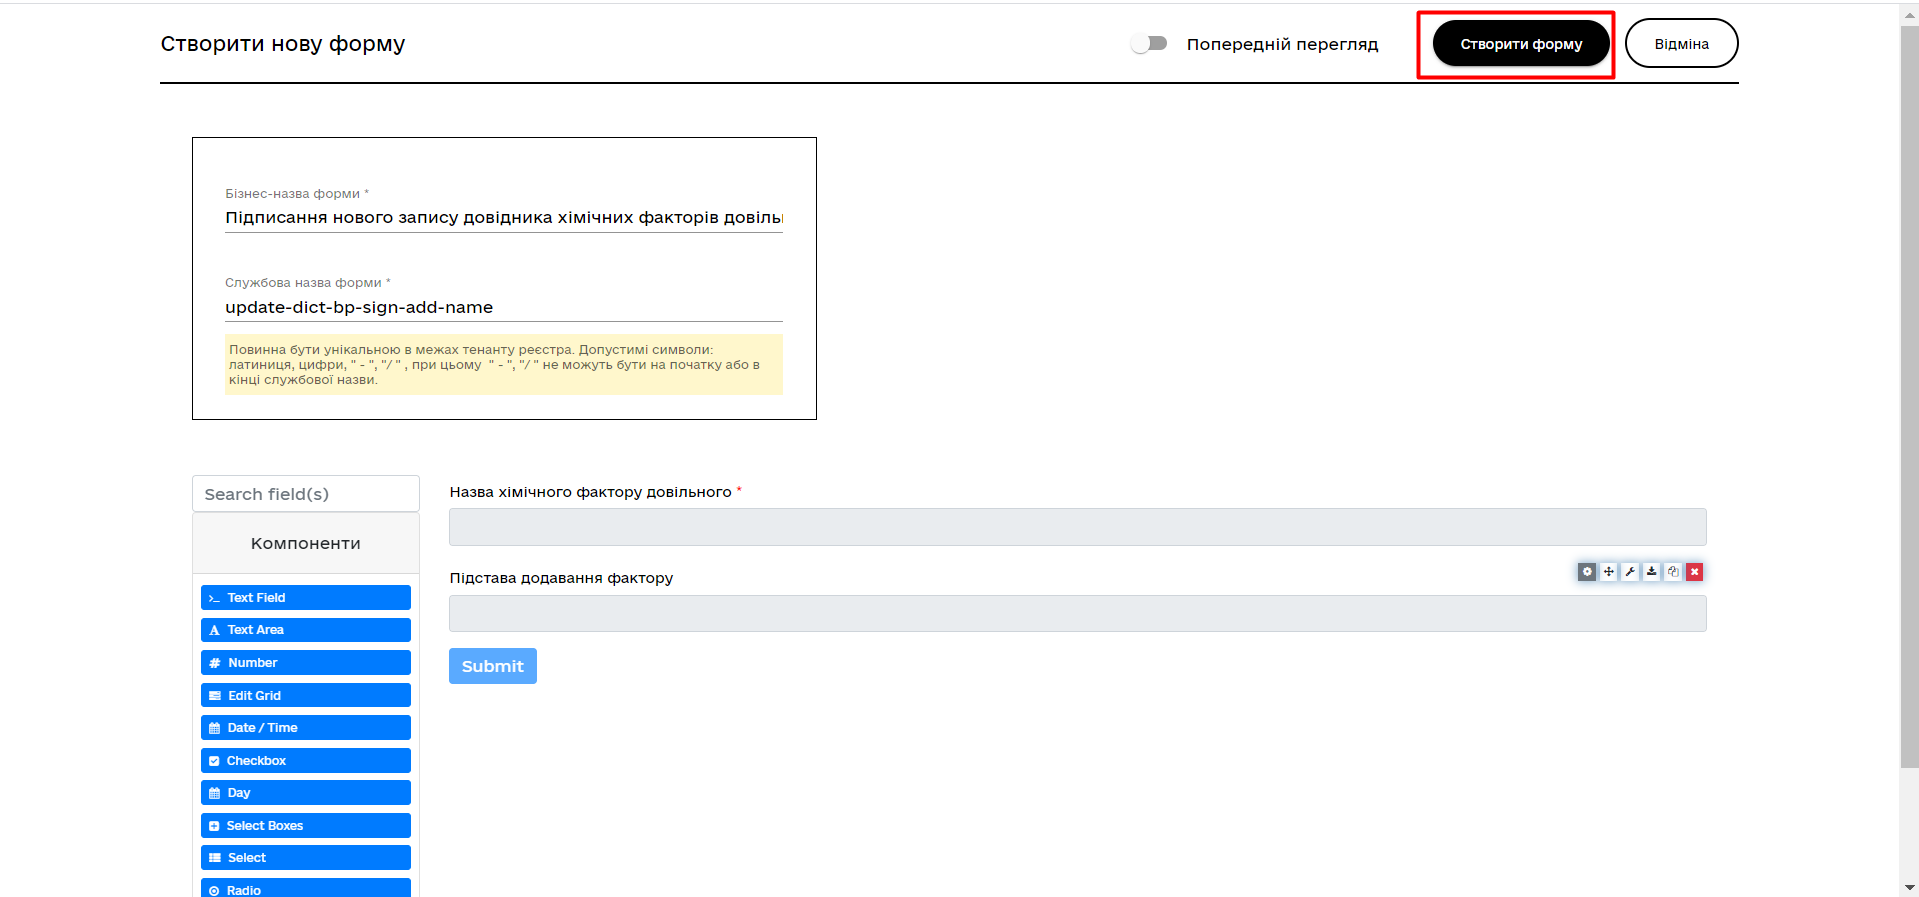 Створити нову форму
Попередній перегляд
Створити форму
Відміна
Бізнес-назва форми *
Підписання нового запису довідника хімічних факторів
Службова назва форми *
update-dict-bp-sign-add-name
Повинна бути унікальною в межах тенанту реєстра. Допустимі символи:
латиниця, цифри, " - ", "/ " , при цьому " - ", "/ " не можуть бути на початку або в
кінці службової назви.
Search field(s)
Компоненти
Text Field
Text Area
Number
Edit Grid
Date / Time
Checkbox
Day
Select Boxes
Select
Radio
Назва хімічного фактору довільного *
Підстава додавання фактору
Submit